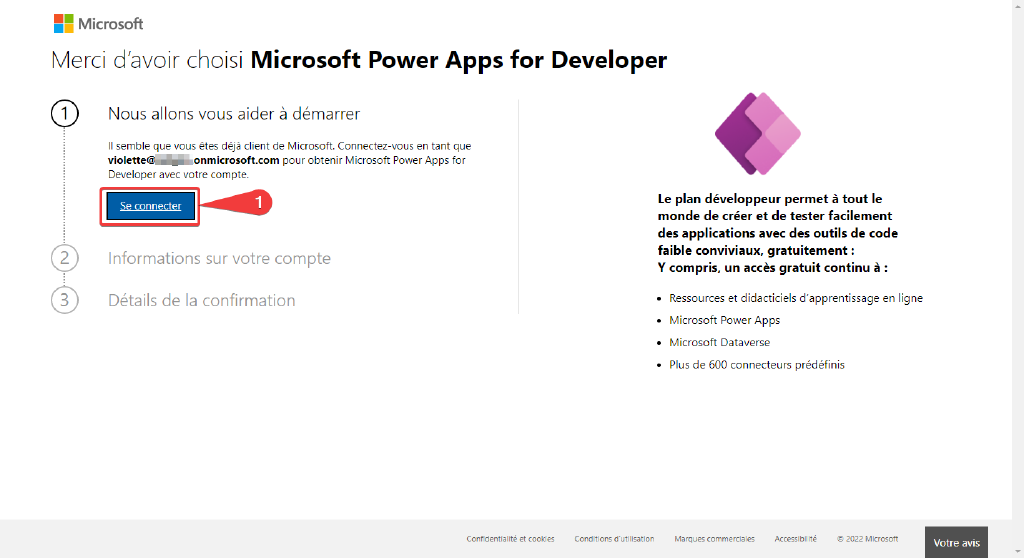 Microsoft
Merci d'avoir choisi Microsoft Power Apps for Developer
1
Nous allons vous aider à démarrer
Il semble que vous êtes déjà client de Microsoft. Connectez-vous en tant que
violette@ .onmicrosoft.com pour obtenir Microsoft Power Apps for
Developer avec votre compte.
Se connecter
1
2
Informations sur votre compte
3
Détails de la confirmation
Le plan développeur permet à tout le
monde de créer et de tester facilement
des applications avec des outils de code
faible conviviaux, gratuitement :
Y compris, un accès gratuit continu à :
• Ressources et didacticiels d'apprentissage en ligne
• Microsoft Power Apps
• Microsoft Dataverse
• Plus de 600 connecteurs prédéfinis
Confidentialité et cookies
Conditions d'utilisation
Marques commerciales
Accessibilité
© 2022 Microsoft
Votre avis